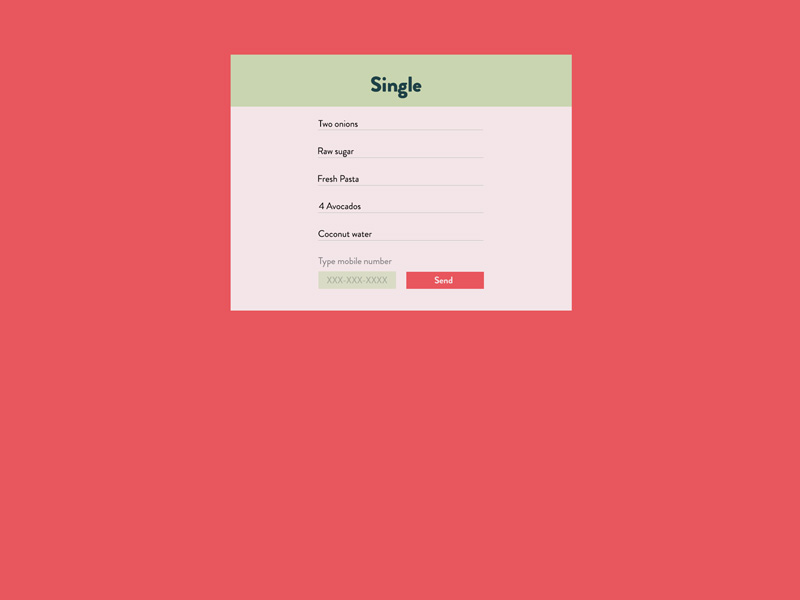 Single
Two onions
Raw sugar
Fresh Pasta
4 Avocados
Coconut water
Type mobile number
XXX-XXX-XXXX
Send